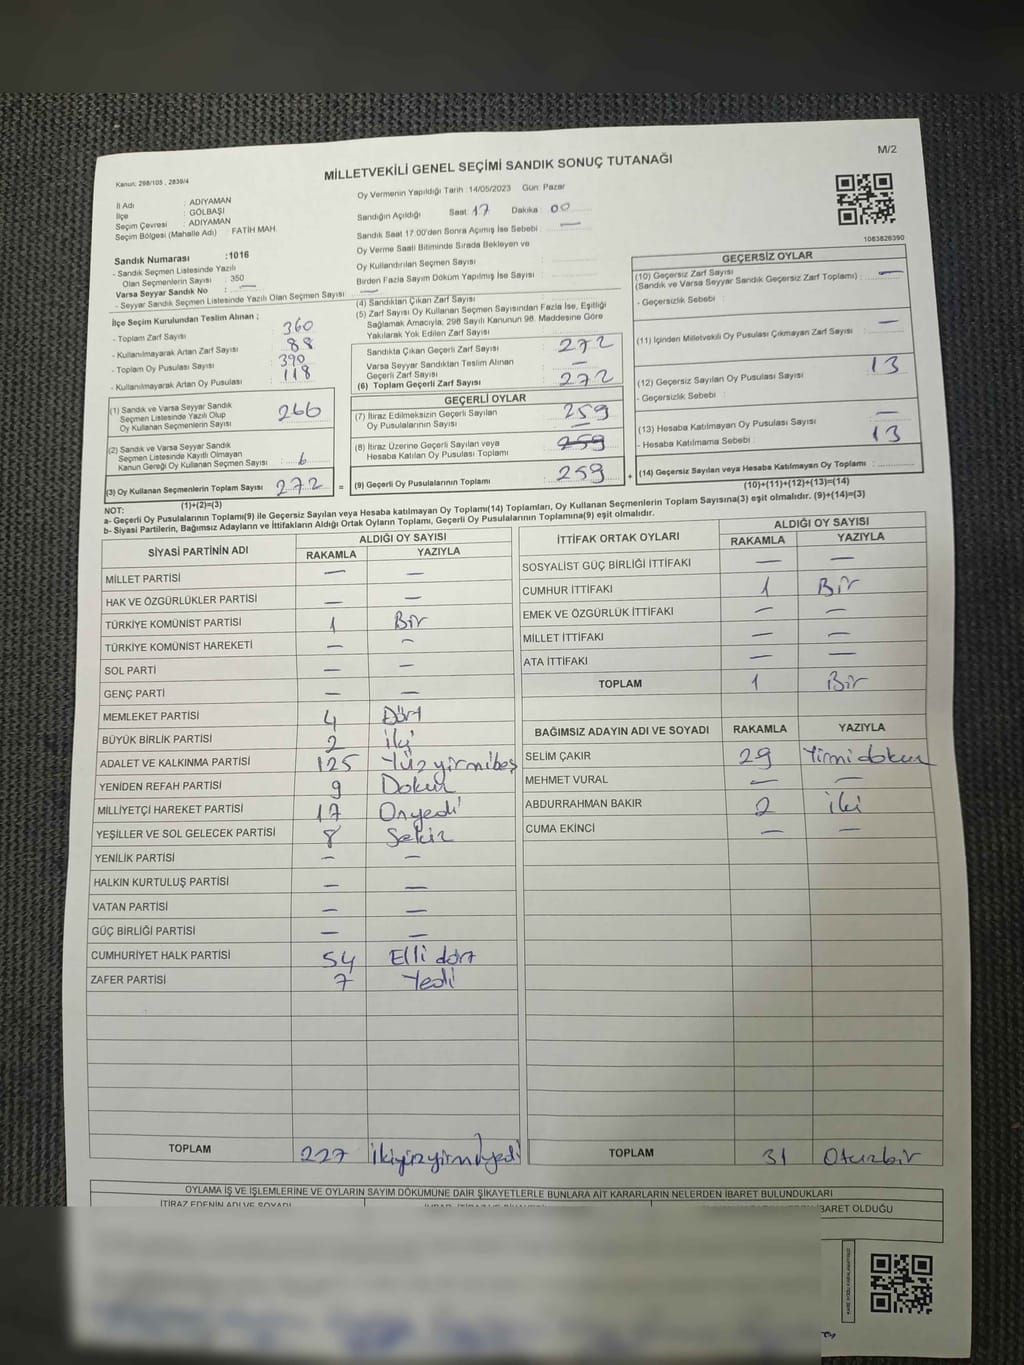 M/2
Kanun: 298/105 , 2839/4
MİLLETVEKİLİ GENEL SEÇİMİ SANDIK SONUÇ TUTANAĞI
İl Adı : ADIYAMAN
İlçe : GÖLBAŞI
Seçim Çevresi : ADIYAMAN
Seçim Bölgesi (Mahalle Adı) : FATİH MAH.
Oy Vermenin Yapıldığı Tarih :14/05/2023 Gün: Pazar
Sandığın Açıldığı Saat: 17 Dakika : 00
Sandık Saat 17.00'den Sonra Açımış İse Sebebi : —
Oy Verme Saati Bitiminde Sırada Bekleyen ve
Oy Kullandırılan Seçmen Sayısı
Birden Fazla Sayım Döküm Yapılmış İse Sayısı
1083826390
Sandık Numarası :1016
- Sandık Seçmen Listesinde Yazılı
Olan Seçmenlerin Sayısı : 350
Varsa Seyyar Sandık No : —
- Seyyar Sandık Seçmen Listesinde Yazılı Olan Seçmen Sayısı : —
İlçe Seçim Kurulundan Teslim Alınan ;
- Toplam Zarf Sayısı : 360
- Kullanılmayarak Artan Zarf Sayısı : 88
- Toplam Oy Pusulası Sayısı : 390
- Kullanılmayarak Artan Oy Pusulası : 118
(1) Sandık ve Varsa Seyyar Sandık
Seçmen Listesinde Yazılı Olup
Oy Kullanan Seçmenlerin Sayısı : 266
(2) Sandık ve Varsa Seyyar Sandık
Seçmen Listesinde Kayıtlı Olmayan
Kanun Gereği Oy Kullanan Seçmen Sayısı : 6
(3) Oy Kullanan Seçmenlerin Toplam Sayısı : 272
(1)+(2)=(3)
(4) Sandıktan Çıkan Zarf Sayısı
(5) Zarf Sayısı Oy Kullanan Seçmen Sayısından Fazla İse, Eşitliği
Sağlamak Amacıyla, 298 Sayılı Kanunun 98. Maddesine Göre
Yakılarak Yok Edilen Zarf Sayısı
Sandıkta Çıkan Geçerli Zarf Sayısı : 272
Varsa Seyyar Sandıktan Teslim Alınan
Geçerli Zarf Sayısı : —
(6) Toplam Geçerli Zarf Sayısı : 272
GEÇERLİ OYLAR
(7) İtiraz Edilmeksizin Geçerli Sayılan
Oy Pusulasının Sayısı : 259
(8) İtiraz Üzerine Geçerli Sayılan veya
Hesaba Katılan Oy Pusulası Toplamı : — 259
= (9) Geçerli Oy Pusulalarının Toplamı : 259
GEÇERSİZ OYLAR
(10) Geçersiz Zarf Sayısı
(Sandık ve Varsa Seyyar Sandık Geçersiz Zarf Toplamı) : —
- Geçersizlik Sebebi :
(11) İçinden Milletvekili Oy Pusulası Çıkmayan Zarf Sayısı : —
(12) Geçersiz Sayılan Oy Pusulası Sayısı : 13
- Geçersizlik Sebebi :
(13) Hesaba Katılmayan Oy Pusulası Sayısı : —
- Hesaba Katılmama Sebebi :
+ (14) Geçersiz Sayılan veya Hesaba Katılmayan Oy Toplamı : 13
(10)+(11)+(12)+(13)=(14)
NOT:
a- Geçerli Oy Pusulalarının Toplamı(9) ile Geçersiz Sayılan veya Hesaba katılmayan Oy Toplamı(14) Toplamları, Oy Kullanan Seçmenlerin Toplam Sayısına(3) eşit olmalıdır. (9)+(14)=(3)
b- Siyasi Partilerin, Bağımsız Adayların ve İttifakların Aldığı Ortak Oyların Toplamı, Geçerli Oy Pusulalarının Toplamına(9) eşit olmalıdır.
SİYASİ PARTİNİN ADI ALDIĞI OY SAYISI
RAKAMLA YAZIYLA
MİLLET PARTİSİ — —
HAK VE ÖZGÜRLÜKLER PARTİSİ — —
TÜRKİYE KOMÜNİST PARTİSİ 1 Bir
TÜRKİYE KOMÜNİST HAREKETİ — —
SOL PARTİ — —
GENÇ PARTİ — —
MEMLEKET PARTİSİ 4 Dört
BÜYÜK BİRLİK PARTİSİ 2 İki
ADALET VE KALKINMA PARTİSİ 125 Yüzyirmibeş
YENİDEN REFAH PARTİSİ 9 Dokuz
MİLLİYETÇİ HAREKET PARTİSİ 17 Onyedi
YEŞİLLER VE SOL GELECEK PARTİSİ 8 Sekiz
YENİLİK PARTİSİ — —
HALKIN KURTULUŞ PARTİSİ — —
VATAN PARTİSİ — —
GÜÇ BİRLİĞİ PARTİSİ — —
CUMHURİYET HALK PARTİSİ 54 Elli dört
ZAFER PARTİSİ 7 Yedi
TOPLAM 227 İkiyüzyirmiyedi
İTTİFAK ORTAK OYLARI ALDIĞI OY SAYISI
RAKAMLA YAZIYLA
SOSYALİST GÜÇ BİRLİĞİ İTTİFAKI — —
CUMHUR İTTİFAKI 1 Bir
EMEK VE ÖZGÜRLÜK İTTİFAKI — —
MİLLET İTTİFAKI — —
ATA İTTİFAKI — —
TOPLAM 1 Bir
BAĞIMSIZ ADAYIN ADI VE SOYADI RAKAMLA YAZIYLA
SELİM ÇAKIR 29 Yirmidokuz
MEHMET VURAL — —
ABDURRAHMAN BAKIR 2 İki
CUMA EKİNCİ — —
TOPLAM 31 Otuzbir
OYLAMA İŞ VE İŞLEMLERİNE VE OYLARIN SAYIM DÖKÜMÜNE DAİR ŞİKAYETLERLE BUNLARA AİT KARARLARIN NELERDEN İBARET BULUNDUKLARI
İTİRAZ EDENİN ADI VE SOYADI
İBARET OLDUĞU